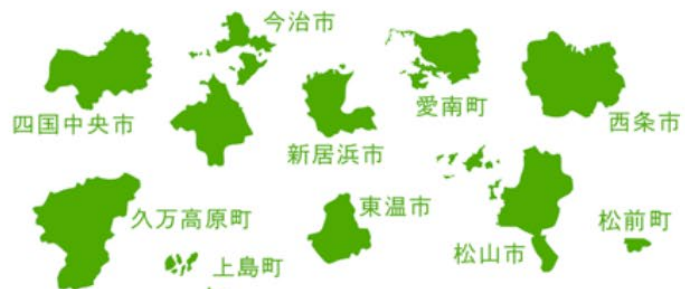 今治市
四国中央市
愛南町
西条市
新居浜市
久万高原町
東温市
松山市
松前町
上島町